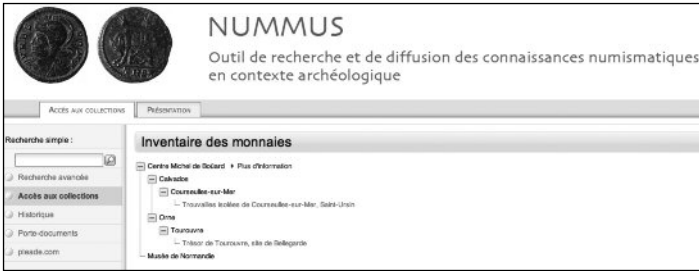 NUMMUS
Outil de recherche et de diffusion des connaissances numismatiques
en contexte archéologique
Accès aux collections
Présentation
Recherche simple :
Recherche avancée
Accès aux collections
Historique
Porte-documents
pleade.com
Inventaire des monnaies
Centre Michel de Boüard Plus d'information
Calvados
Courseulles-sur-Mer
Trouvailles isolées de Courseulles-sur-Mer, Saint-Ursin
Orne
Tourouvre
Trésor de Tourouvre, site de Bellegarde
Musée de Normandie